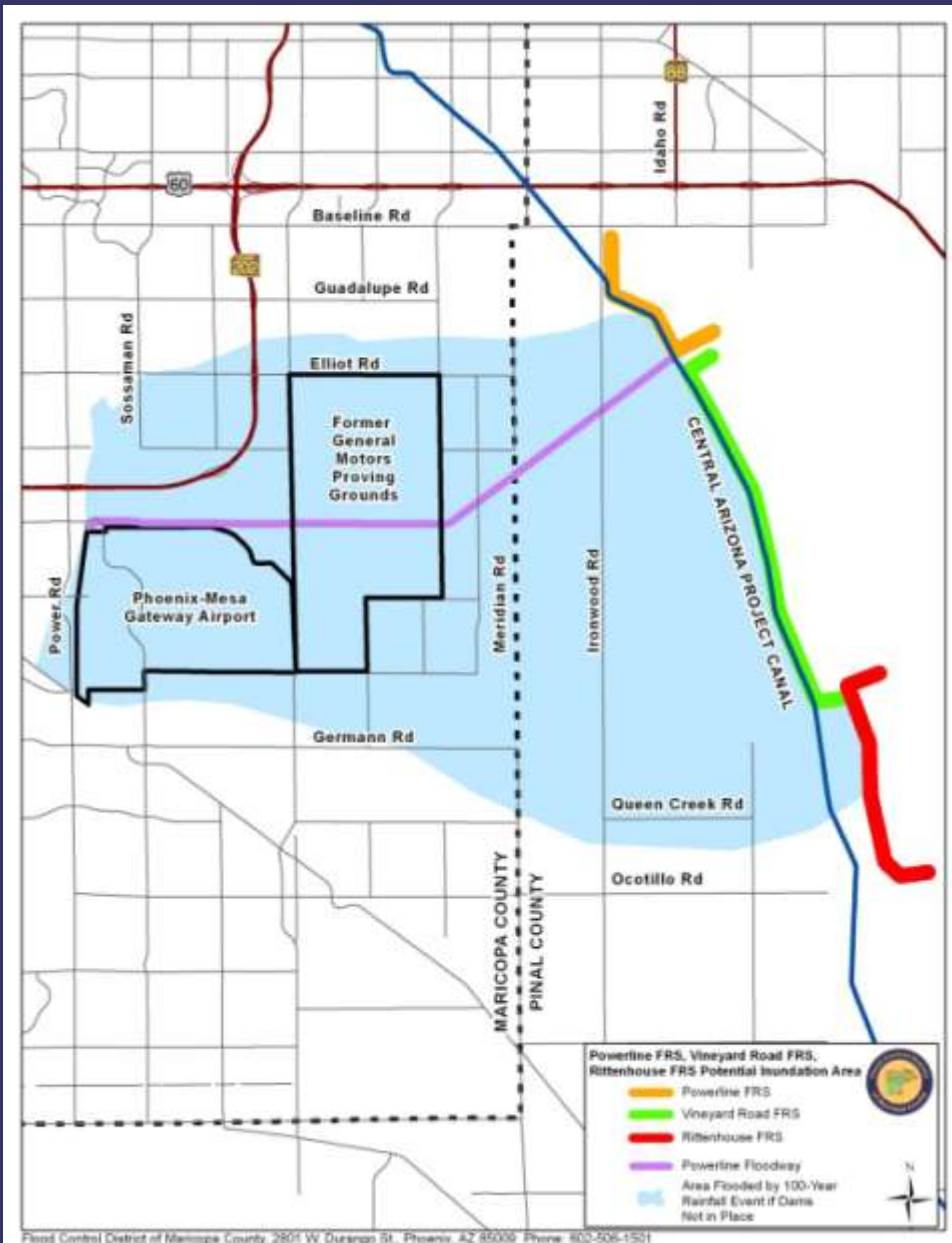 88
Idaho Rd
60
Baseline Rd
202
Guadalupe Rd
Sossaman Rd
Elliot Rd
Former
General
Motors
Proving
Grounds
CENTRAL ARIZONA PROJECT CANAL
Power Rd
Phoenix-Mesa
Gateway Airport
Meridian Rd
Ironwood Rd
Germann Rd
Queen Creek Rd
Ocotillo Rd
MARICOPA COUNTY
PINAL COUNTY
Powerline FRS, Vineyard Road FRS,
Rittenhouse FRS Potential Inundation Area
Powerline FRS
Vineyard Road FRS
Rittenhouse FRS
Powerline Floodway
Area Flooded by 100-Year
Rainfall Event if Dams
Not in Place
N
Flood Control District of Maricopa County, 2801 W. Durango St., Phoenix, AZ 85009 Phone: 602-506-1501